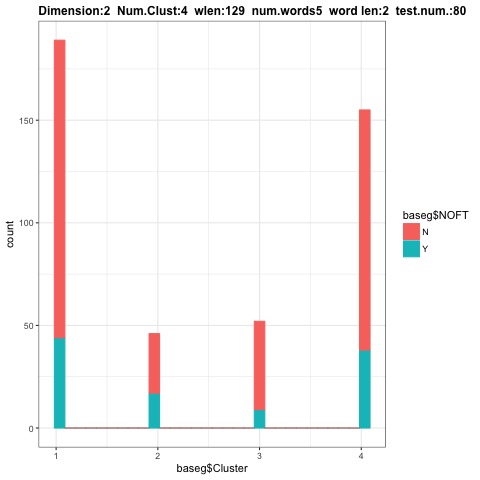 Dimension:2 Num.Clust:4 wlen:129 num.words5 word len:2 test.num.:80
150
100
50
0
count
1 2 3 4
baseg$Cluster
baseg$NOFT
N
Y